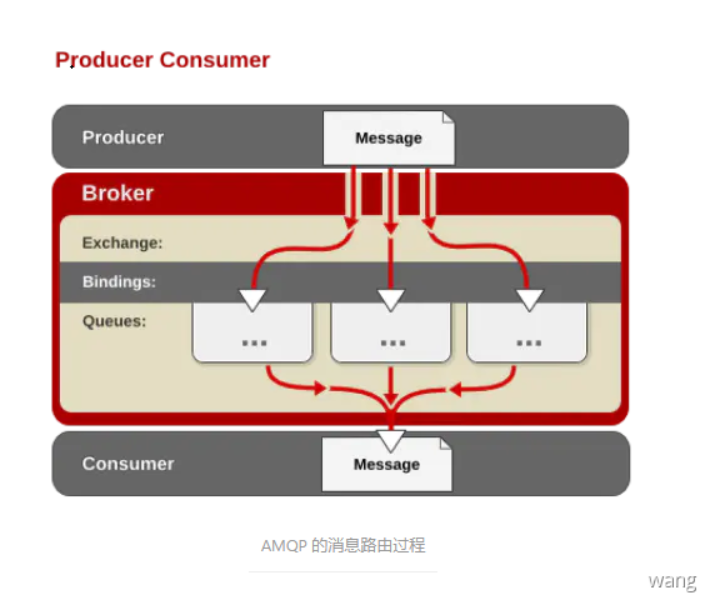 Producer Consumer
Producer
Message
Broker
Exchange:
Bindings:
Queues:
...
...
...
Consumer
Message
AMQP 的消息路由过程
wang